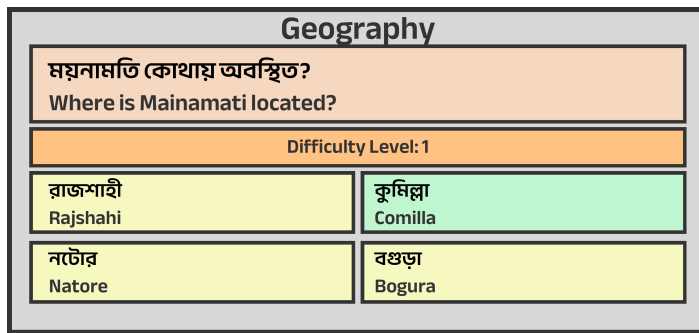 Geography
ময়নামতি কোথায় অবস্থিত?
Where is Mainamati located?
Difficulty Level: 1
রাজশাহী
Rajshahi
কুমিল্লা
Comilla
নটোর
Natore
বগুড়া
Bogura